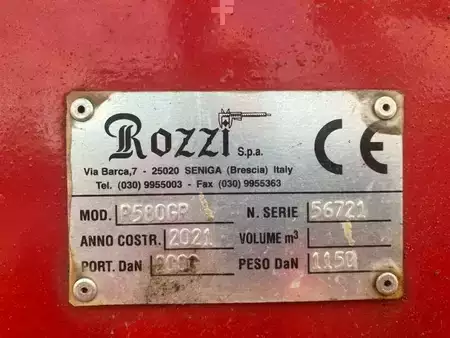 Rozzi S.p.a. CE
Via Barca,7 - 25020 SENIGA (Brescia) Italy
Tel. (030) 9955003 - Fax (030) 9955363
MOD. N. SERIE 56721
ANNO COSTR. 2021 VOLUME m³
PORT. DaN PESO DaN 1150